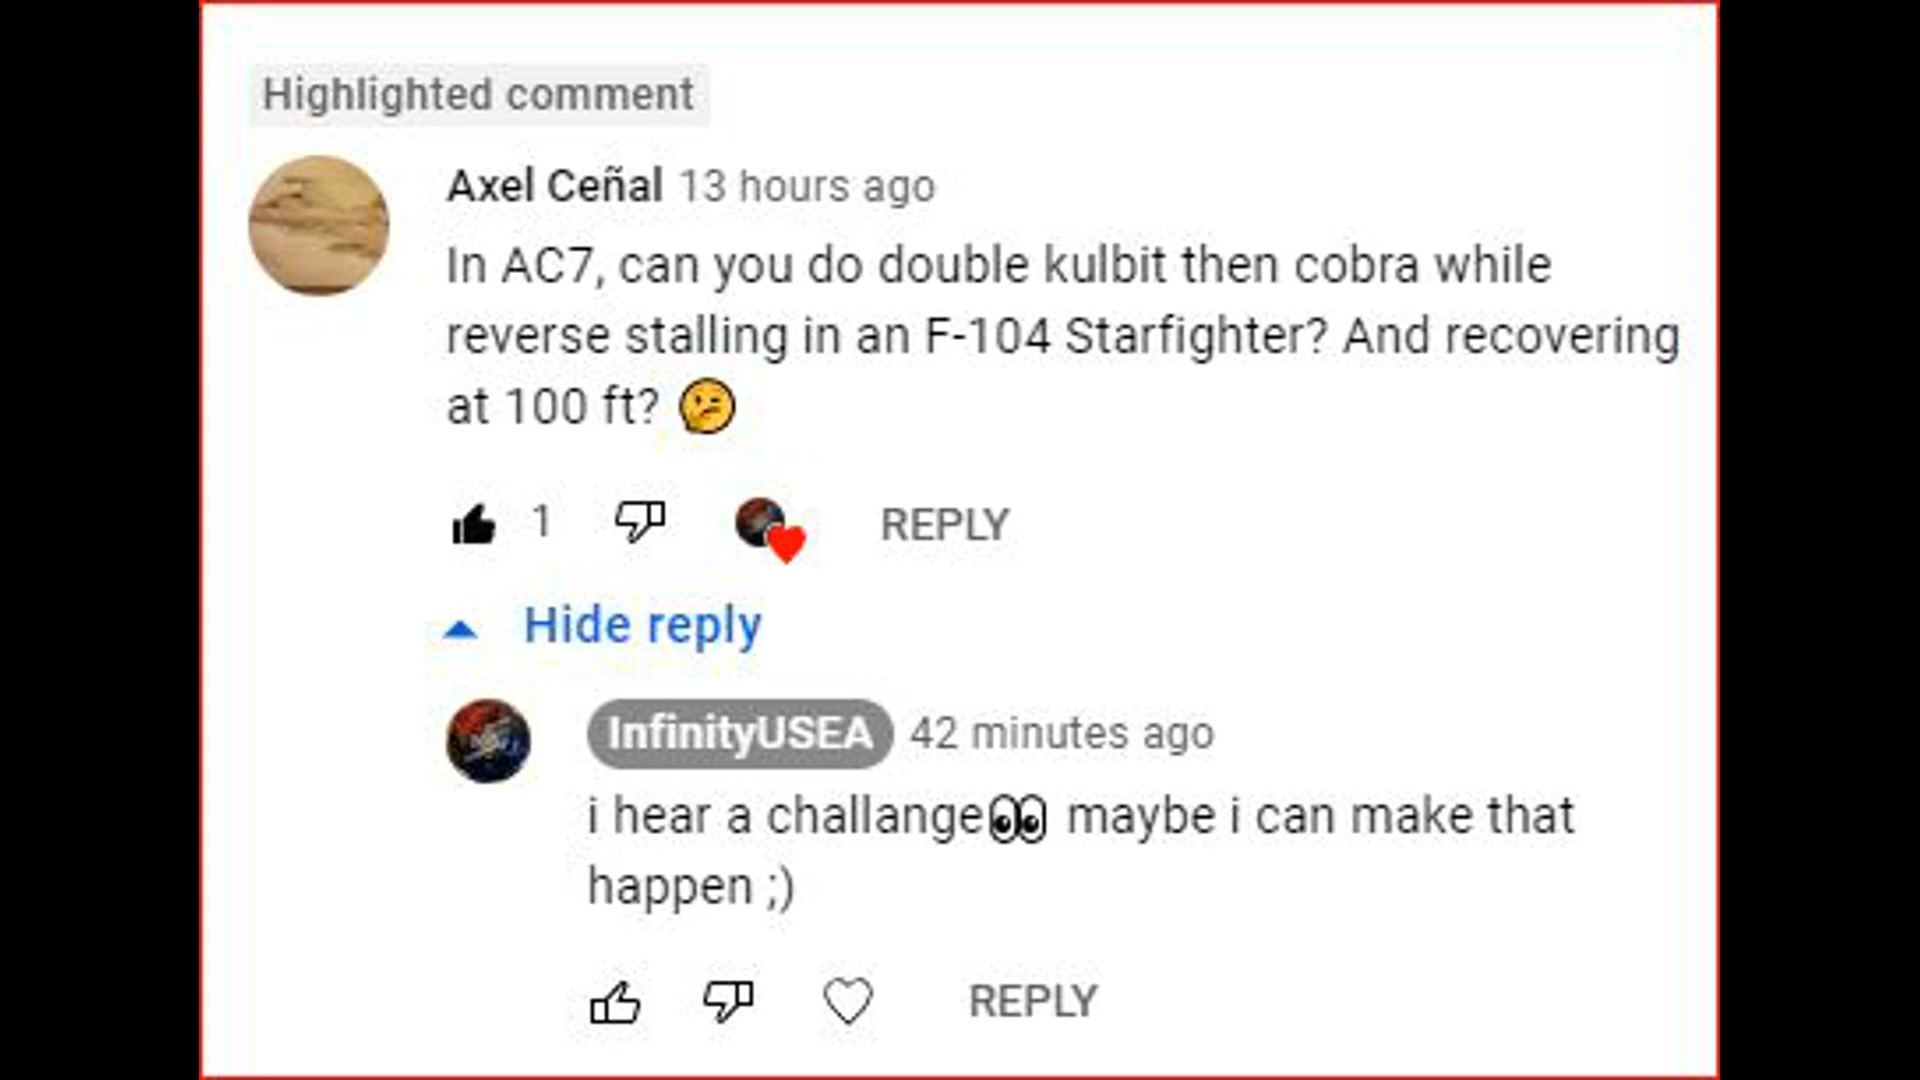 Highlighted comment
Axel Ceñal 13 hours ago
In AC7, can you do double kulbit then cobra while
reverse stalling in an F-104 Starfighter? And recovering
at 100 ft? 🤔
1 REPLY
Hide reply
InfinityUSEA 42 minutes ago
i hear a challange👀 maybe i can make that
happen ;)
REPLY